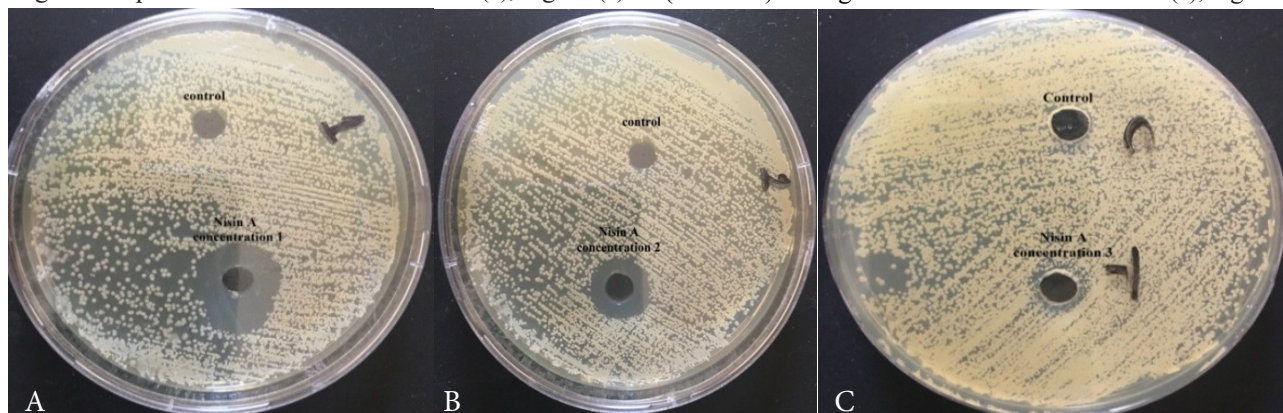 control
Nisin A
concentration 1
A
control
Nisin A
concentration 2
B
Control
Nisin A
concentration 3
C